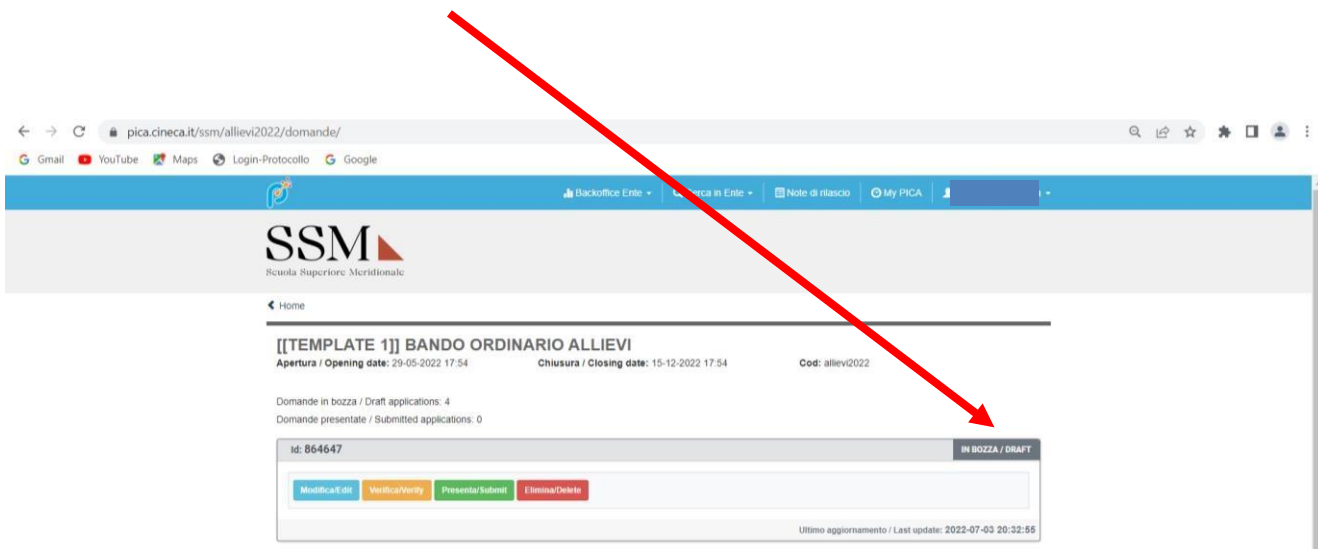 pica.cineca.it/ssm/allievi2022/domande/
Gmail YouTube Maps Login-Protocollo Google
Backoffice Ente in Ente Note di rilascio My PICA
SSM
Scuola Superiore Meridionale
Home
[[TEMPLATE 1]] BANDO ORDINARIO ALLIEVI
Apertura / Opening date: 29-05-2022 17:54 Chiusura / Closing date: 15-12-2022 17:54 Cod: allievi2022
Domande in bozza / Draft applications: 4
Domande presentate / Submitted applications: 0
Id: 864647 IN BOZZA / DRAFT
Modifica/Edit Verifica/Verify Presenta/Submit Elimina/Delete
Ultimo aggiornamento / Last update: 2022-07-03 20:32:55